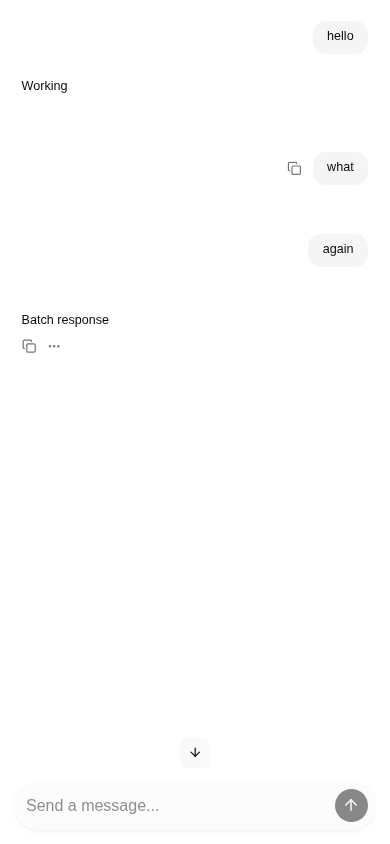 hello
Working
what
again
Batch response
Send a message...